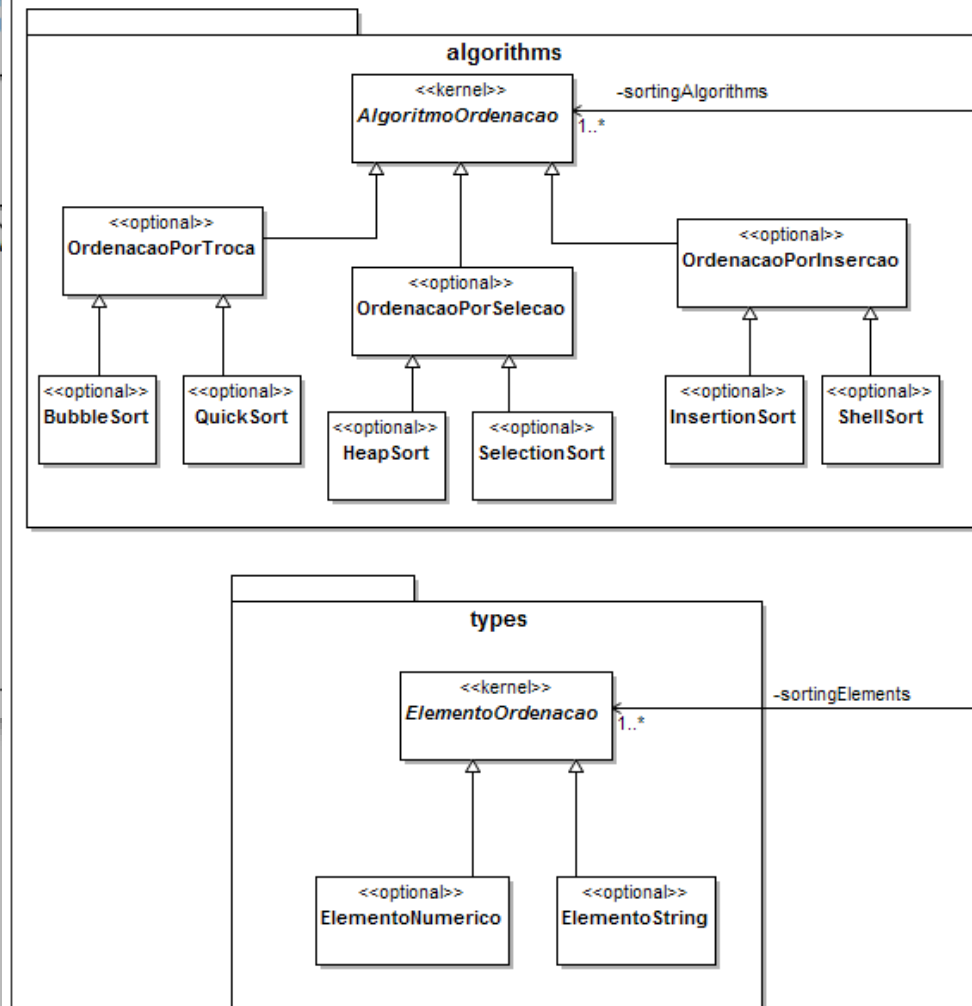 algorithms
<<kernel>>
AlgoritmoOrdenacao
-sortingAlgorithms
1..*
<<optional>>
OrdenacaoPorTroca
<<optional>>
OrdenacaoPorSelecao
<<optional>>
OrdenacaoPorInsercao
<<optional>>
BubbleSort
<<optional>>
QuickSort
<<optional>>
HeapSort
<<optional>>
SelectionSort
<<optional>>
InsertionSort
<<optional>>
ShellSort
types
<<kernel>>
ElementoOrdenacao
-sortingElements
1..*
<<optional>>
ElementoNumerico
<<optional>>
ElementoString